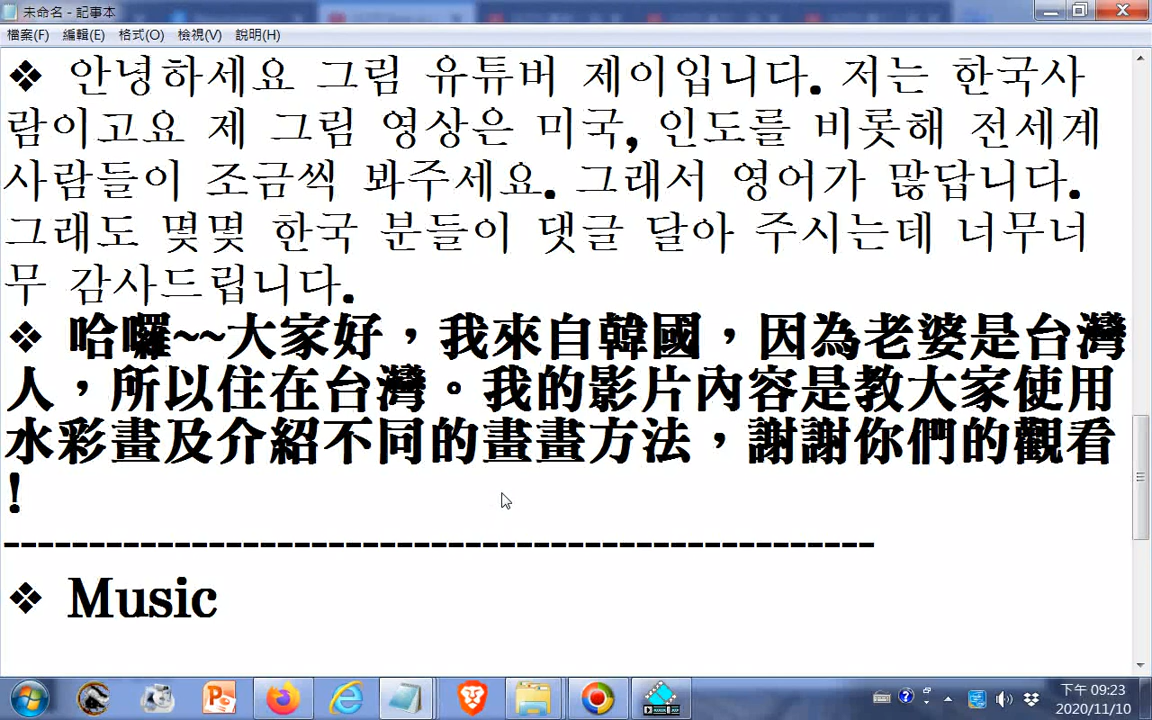 未命名 - 記事本
檔案(F) 編輯(E) 格式(O) 檢視(V) 說明(H)
❖ 안녕하세요 그림 유튜버 제이입니다. 저는 한국사
람이고요 제 그림 영상은 미국, 인도를 비롯해 전세계
사람들이 조금씩 봐주세요. 그래서 영어가 많답니다.
그래도 몇몇 한국 분들이 댓글 달아 주시는데 너무너
무 감사드립니다.
❖ 哈囉~~大家好，我來自韓國，因為老婆是台灣
人，所以住在台灣。我的影片內容是教大家使用
水彩畫及介紹不同的畫畫方法，謝謝你們的觀看
!
---------------------------------------------------
❖ Music
下午 09:23
2020/11/10